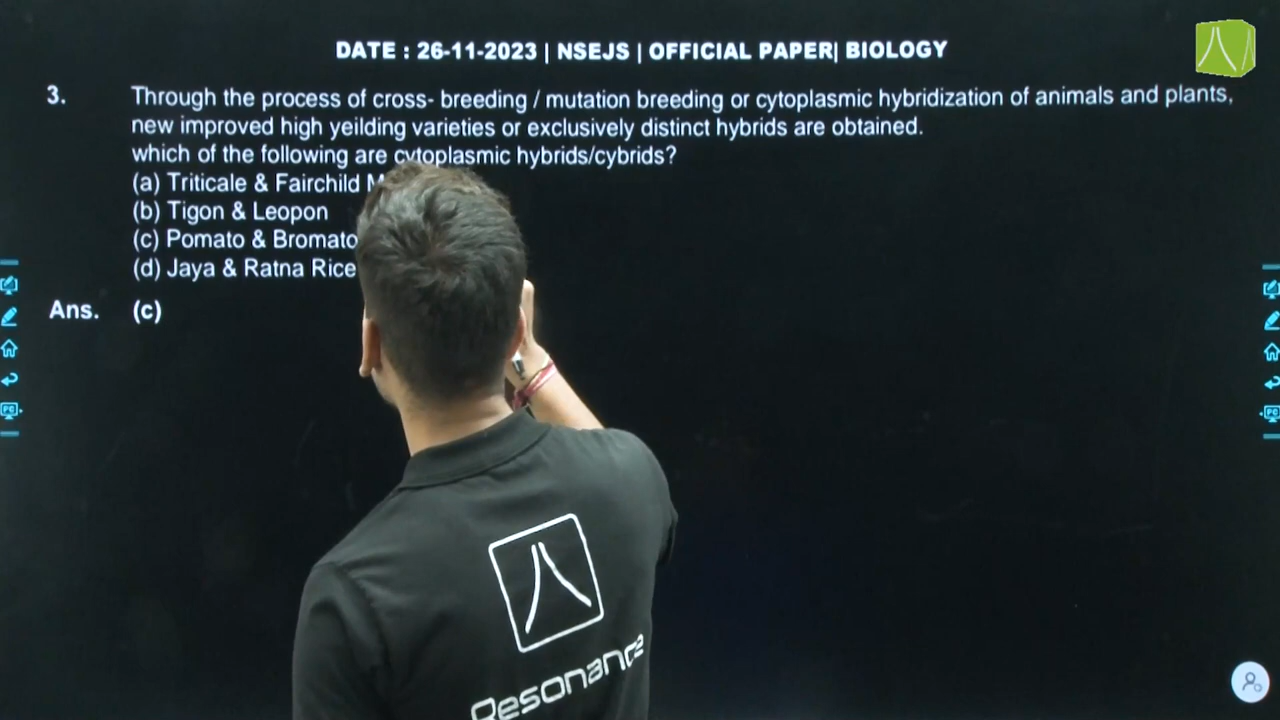 DATE : 26-11-2023 | NSEJS | OFFICIAL PAPER| BIOLOGY
3. Through the process of cross- breeding / mutation breeding or cytoplasmic hybridization of animals and plants,
new improved high yeilding varieties or exclusively distinct hybrids are obtained.
which of the following are cytoplasmic hybrids/cybrids?
(a) Triticale & Fairchild
(b) Tigon & Leopon
(c) Pomato & Bromato
(d) Jaya & Ratna Rice
Ans. (c)
Resonance
PC
PC